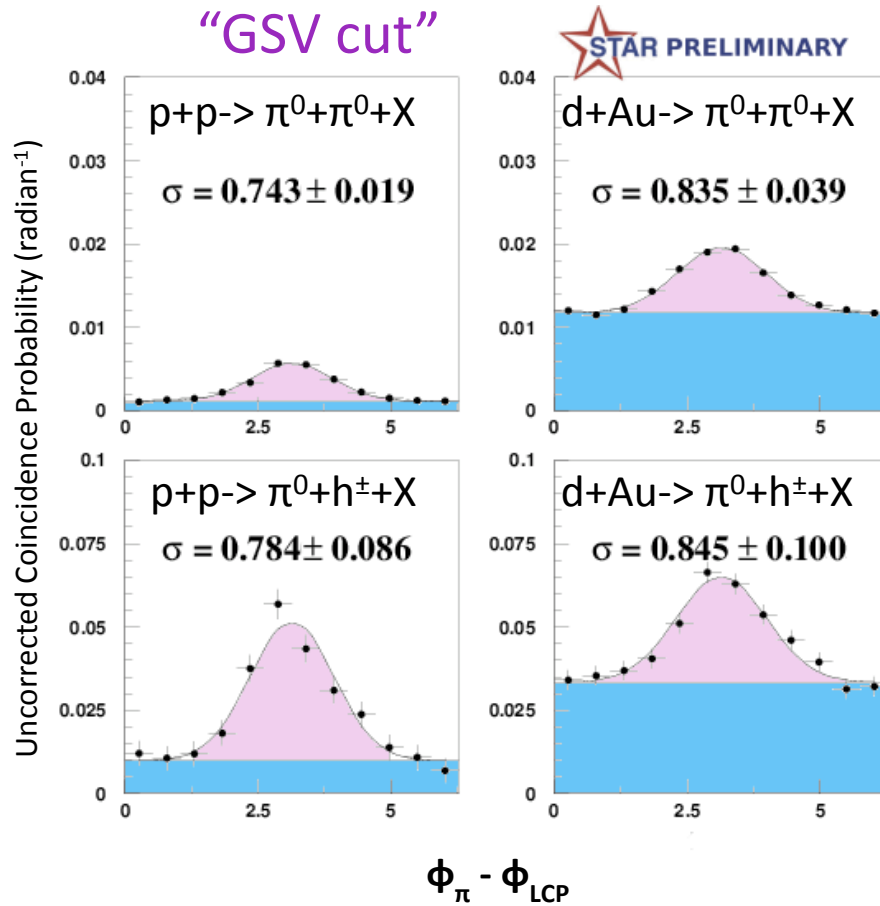 “GSV cut”
STAR PRELIMINARY
Uncorrected Coincidence Probability (radian⁻¹)
0.04
0.03
0.02
0.01
0
p+p-> π⁰+π⁰+X
σ = 0.743 ± 0.019
0
2.5
5
0.04
0.03
0.02
0.01
0
d+Au-> π⁰+π⁰+X
σ = 0.835 ± 0.039
0
2.5
5
0.1
0.075
0.05
0.025
0
p+p-> π⁰+h±+X
σ = 0.784± 0.086
0
2.5
5
0.1
0.075
0.05
0.025
0
d+Au-> π⁰+h±+X
σ = 0.845 ± 0.100
0
2.5
5
ϕπ - ϕLCP